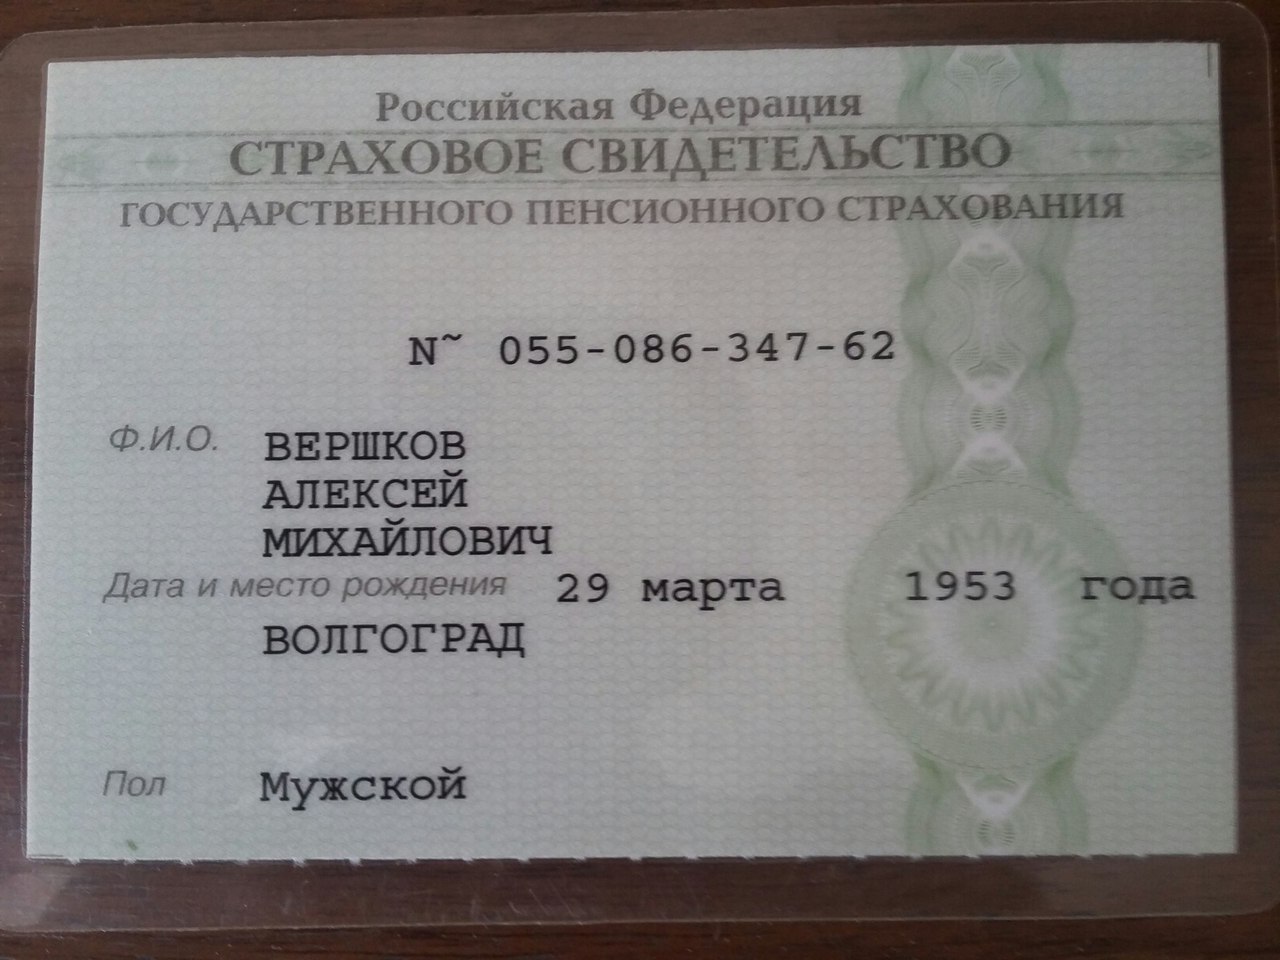 Российская Федерация
СТРАХОВОЕ СВИДЕТЕЛЬСТВО
ГОСУДАРСТВЕННОГО ПЕНСИОННОГО СТРАХОВАНИЯ
N~ 055-086-347-62
Ф.И.О. ВЕРШКОВ
АЛЕКСЕЙ
МИХАЙЛОВИЧ
Дата и место рождения 29 марта 1953 года
ВОЛГОГРАД
Пол Мужской